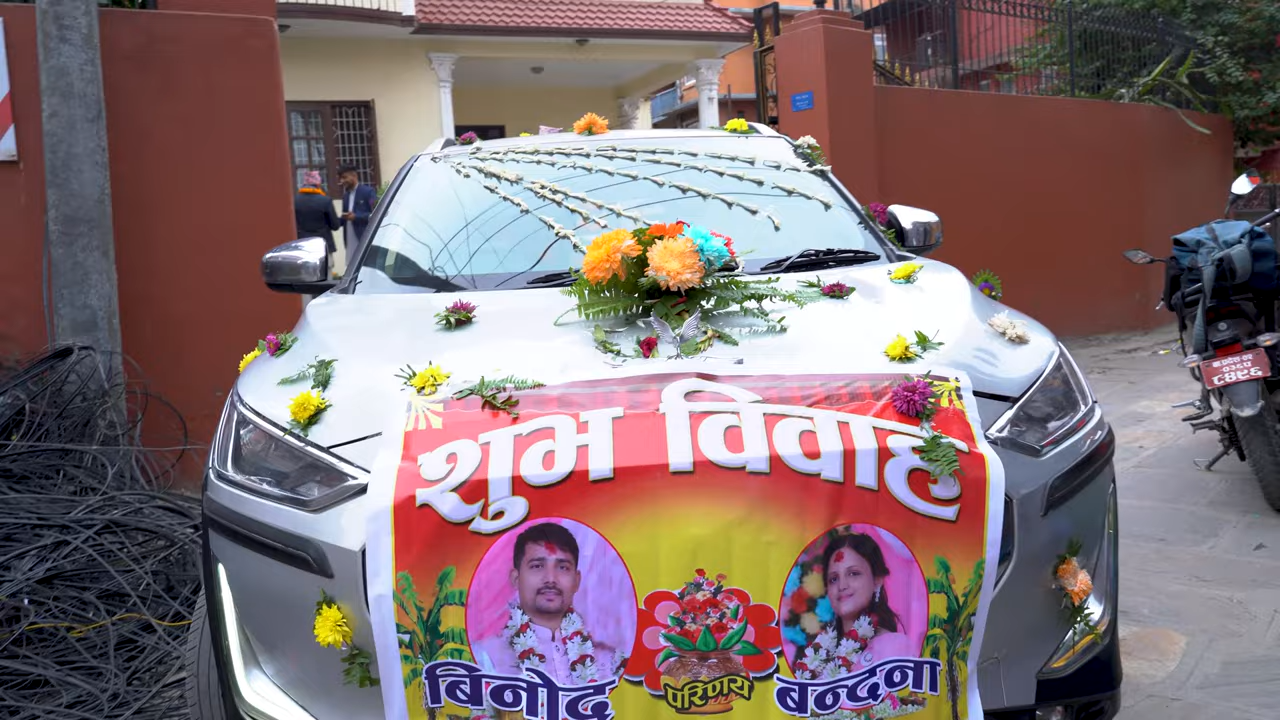 शुभ विवाह
बिनोद परिणय बन्दना